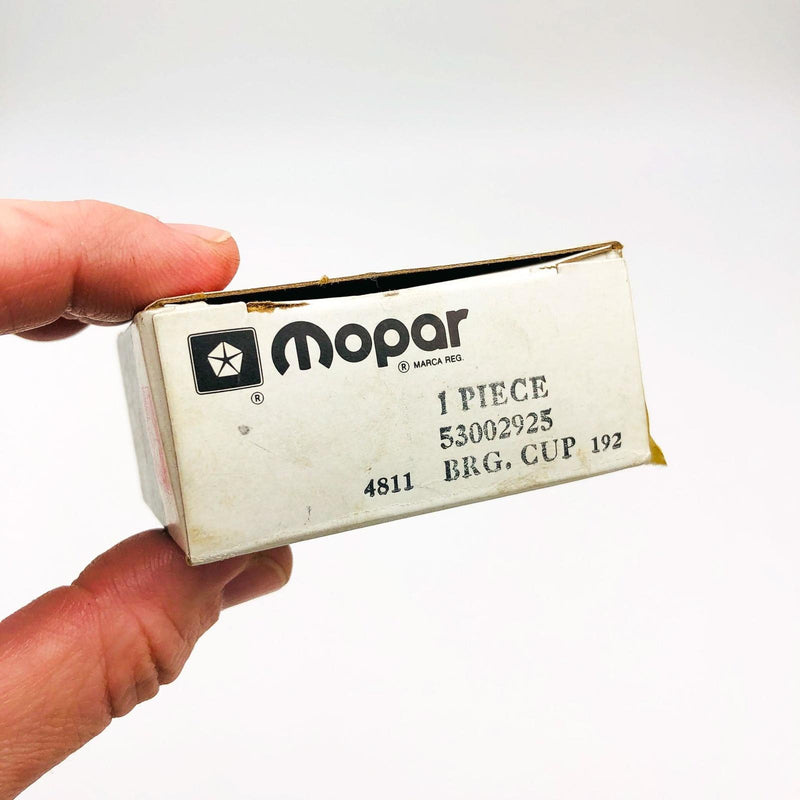 mopar
® MARCA REG.
®
1 PIECE
53002925
4811 BRG. CUP 192